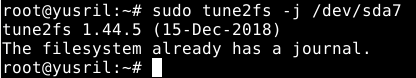 root@yusril:~# sudo tune2fs -j /dev/sda7
tune2fs 1.44.5 (15-Dec-2018)
The filesystem already has a journal.
root@yusril:~#